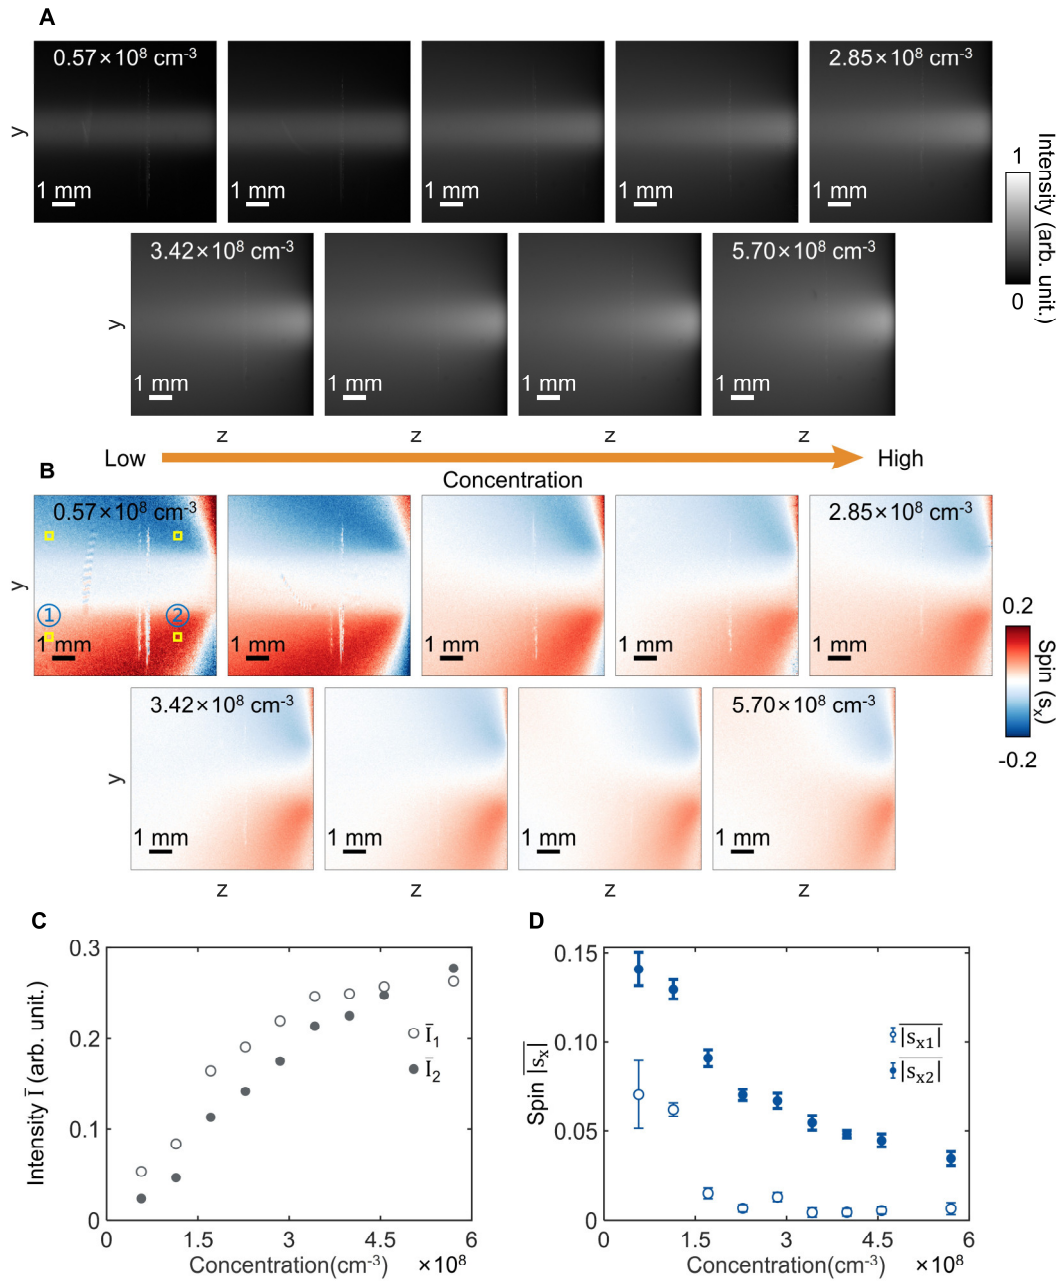 A
0.57×10⁸ cm⁻³
2.85×10⁸ cm⁻³
y
1 mm
1 mm
1 mm
1 mm
1 mm
1
0
Intensity (arb. unit.)
3.42×10⁸ cm⁻³
5.70×10⁸ cm⁻³
y
1 mm
1 mm
1 mm
1 mm
z
z
z
z
Low
High
Concentration
B
0.57×10⁸ cm⁻³
2.85×10⁸ cm⁻³
y
① ②
1 mm
1 mm
1 mm
1 mm
1 mm
0.2
-0.2
Spin (sₓ)
3.42×10⁸ cm⁻³
5.70×10⁸ cm⁻³
y
1 mm
1 mm
1 mm
1 mm
z
z
z
z
C
0.3
0.2
0.1
0
Intensity Ī (arb. unit.)
Ī₁
Ī₂
0 1.5 3 4.5 6
Concentration(cm⁻³) ×10⁸
D
0.15
0.10
0.05
0
Spin |sₓ|
|sₓ₁|
|sₓ₂|
0 1.5 3 4.5 6
Concentration(cm⁻³) ×10⁸